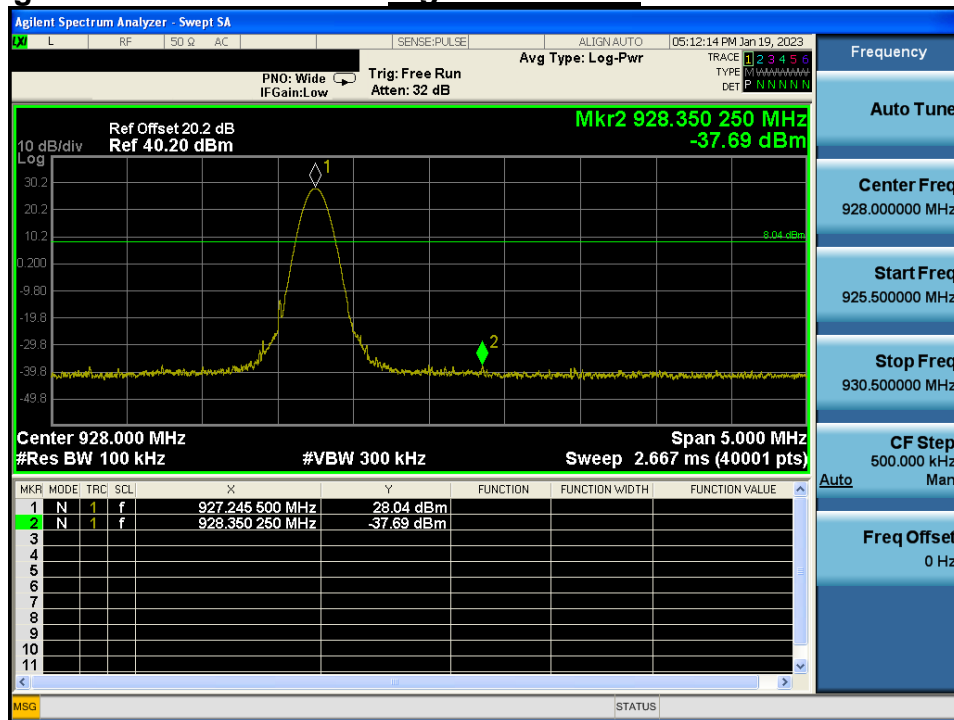 Agilent Spectrum Analyzer - Swept SA
LXI L RF 50 Ω AC SENSE:PULSE ALIGN AUTO 05:12:14 PM Jan 19, 2023
Avg Type: Log-Pwr
TRACE 1 2 3 4 5 6
TYPE M WWWWW
DET P N N N N N
PNO: Wide
IFGain:Low
Trig: Free Run
Atten: 32 dB
Mkr2 928.350 250 MHz
-37.69 dBm
Ref Offset 20.2 dB
10 dB/div Ref 40.20 dBm
Log
30.2
20.2
10.2
0.200
-9.80
-19.8
-29.8
-39.8
-49.8
1
8.04 dBm
2
Center 928.000 MHz Span 5.000 MHz
#Res BW 100 kHz #VBW 300 kHz Sweep 2.667 ms (40001 pts)
MKR MODE TRC SCL X Y FUNCTION FUNCTION WIDTH FUNCTION VALUE
1 N 1 f 927.245 500 MHz 28.04 dBm
2 N 1 f 928.350 250 MHz -37.69 dBm
3
4
5
6
7
8
9
10
11
MSG STATUS
Frequency
Auto Tune
Center Freq
928.000000 MHz
Start Freq
925.500000 MHz
Stop Freq
930.500000 MHz
CF Step
500.000 kHz
Auto Man
Freq Offset
0 Hz